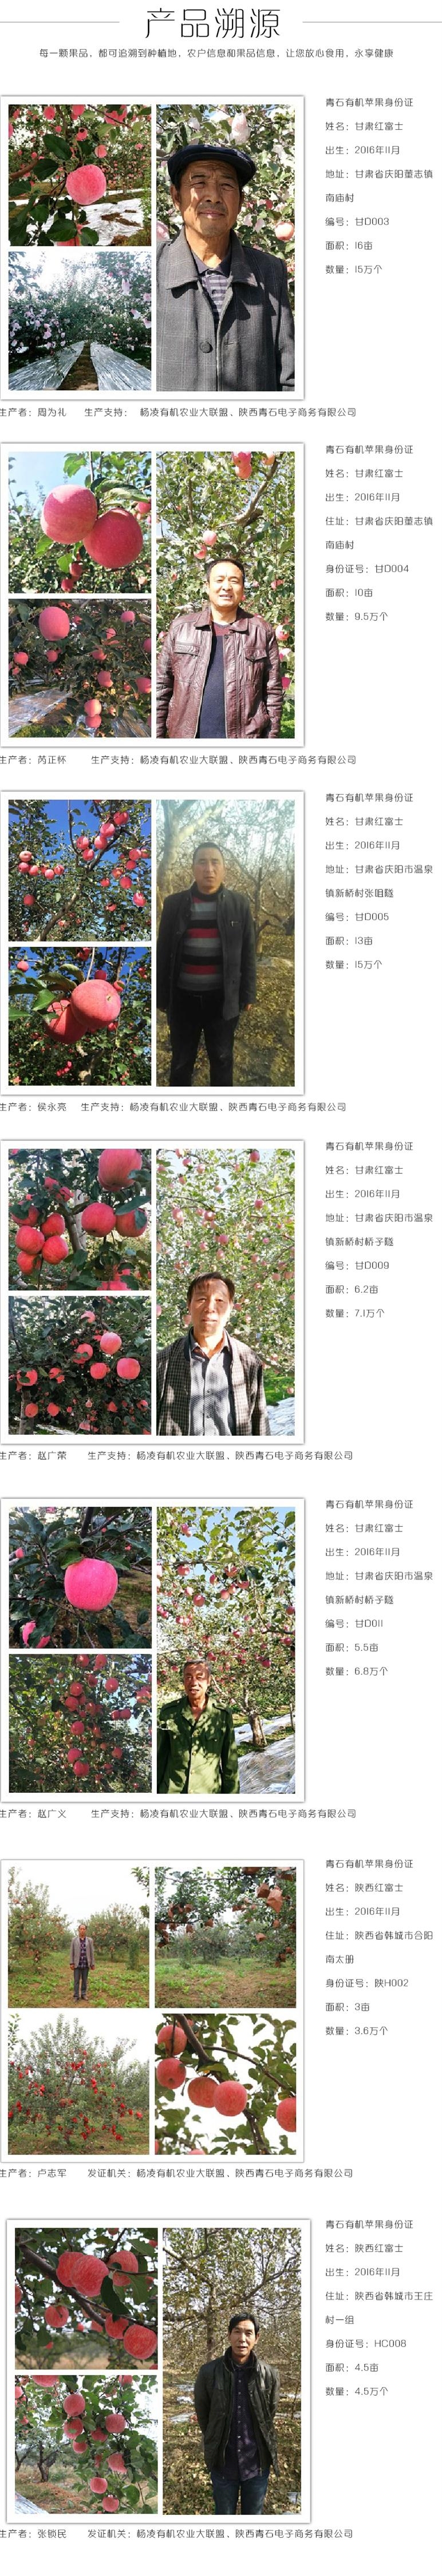 产品溯源
每一颗果品，都可追溯到种植地，农户信息和果品信息，让您放心食用，永享健康
青石有机苹果身份证
姓名：甘肃红富士
出生：2016年11月
地址：甘肃省庆阳董志镇
南庙村
编号：甘D003
面积：16亩
数量：15万个
生产者：周为礼 生产支持： 杨凌有机农业大联盟、陕西青石电子商务有限公司
青石有机苹果身份证
姓名：甘肃红富士
出生：2016年11月
住址：甘肃省庆阳董志镇
南庙村
身份证号：甘D004
面积：10亩
数量：9.5万个
生产者：芮正怀 生产支持：杨凌有机农业大联盟、陕西青石电子商务有限公司
青石有机苹果身份证
姓名：甘肃红富士
出生：2016年11月
地址：甘肃省庆阳市温泉
镇新桥村张咀隧
编号：甘D005
面积：13亩
数量：15万个
生产者：侯永亮 生产支持：杨凌有机农业大联盟、陕西青石电子商务有限公司
青石有机苹果身份证
姓名：甘肃红富士
出生：2016年11月
地址：甘肃省庆阳市温泉
镇新桥村桥子隧
编号：甘D009
面积：6.2亩
数量：7.1万个
生产者：赵广荣 生产支持：杨凌有机农业大联盟、陕西青石电子商务有限公司
青石有机苹果身份证
姓名：甘肃红富士
出生：2016年11月
地址：甘肃省庆阳市温泉
镇新桥村桥子隧
编号：甘D011
面积：5.5亩
数量：6.8万个
生产者：赵广义 生产支持：杨凌有机农业大联盟、陕西青石电子商务有限公司
青石有机苹果身份证
姓名：陕西红富士
出生：2016年11月
住址：陕西省韩城市合阳
南太册
身份证号：陕H002
面积：3亩
数量：3.6万个
生产者：卢志军 发证机关：杨凌有机农业大联盟、陕西青石电子商务有限公司
青石有机苹果身份证
姓名：陕西红富士
出生：2016年11月
住址：陕西省韩城市王庄
村一组
身份证号：HC008
面积：4.5亩
数量：4.5万个
生产者：张锁民 发证机关：杨凌有机农业大联盟、陕西青石电子商务有限公司